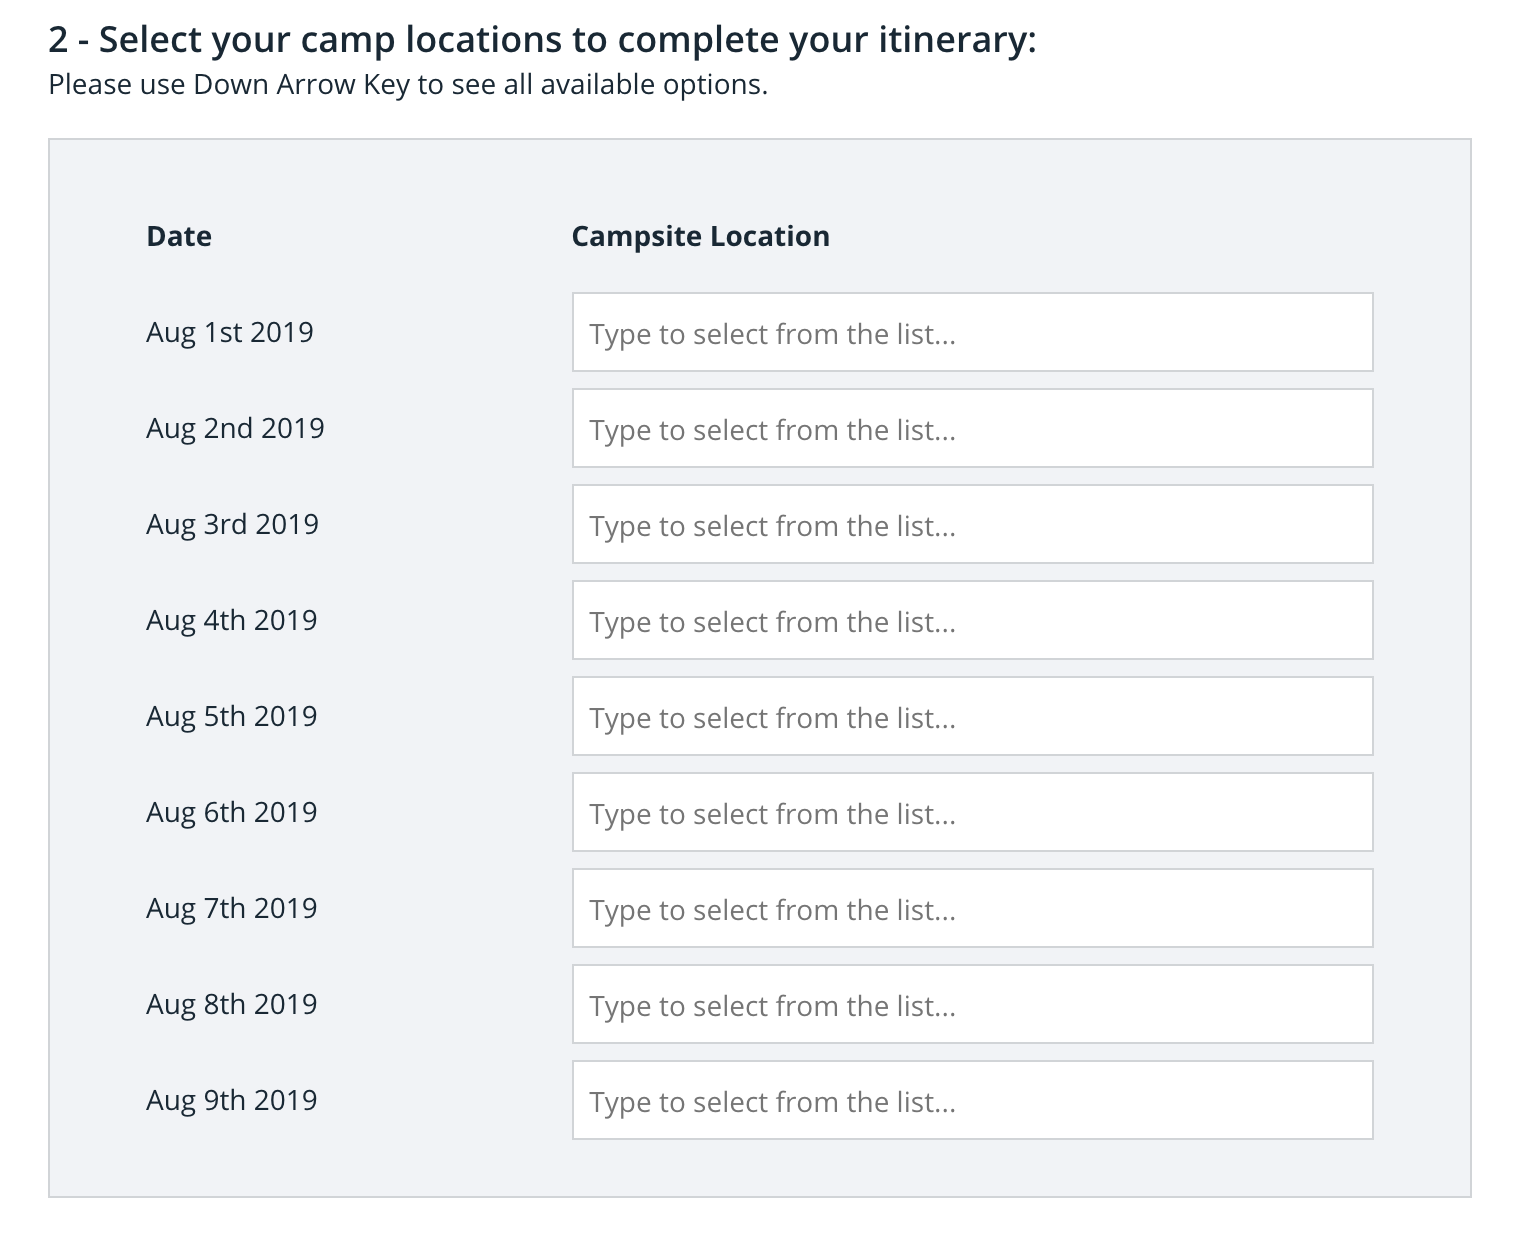 2 - Select your camp locations to complete your itinerary:
Please use Down Arrow Key to see all available options.
Date Campsite Location
Aug 1st 2019 Type to select from the list...
Aug 2nd 2019 Type to select from the list...
Aug 3rd 2019 Type to select from the list...
Aug 4th 2019 Type to select from the list...
Aug 5th 2019 Type to select from the list...
Aug 6th 2019 Type to select from the list...
Aug 7th 2019 Type to select from the list...
Aug 8th 2019 Type to select from the list...
Aug 9th 2019 Type to select from the list...